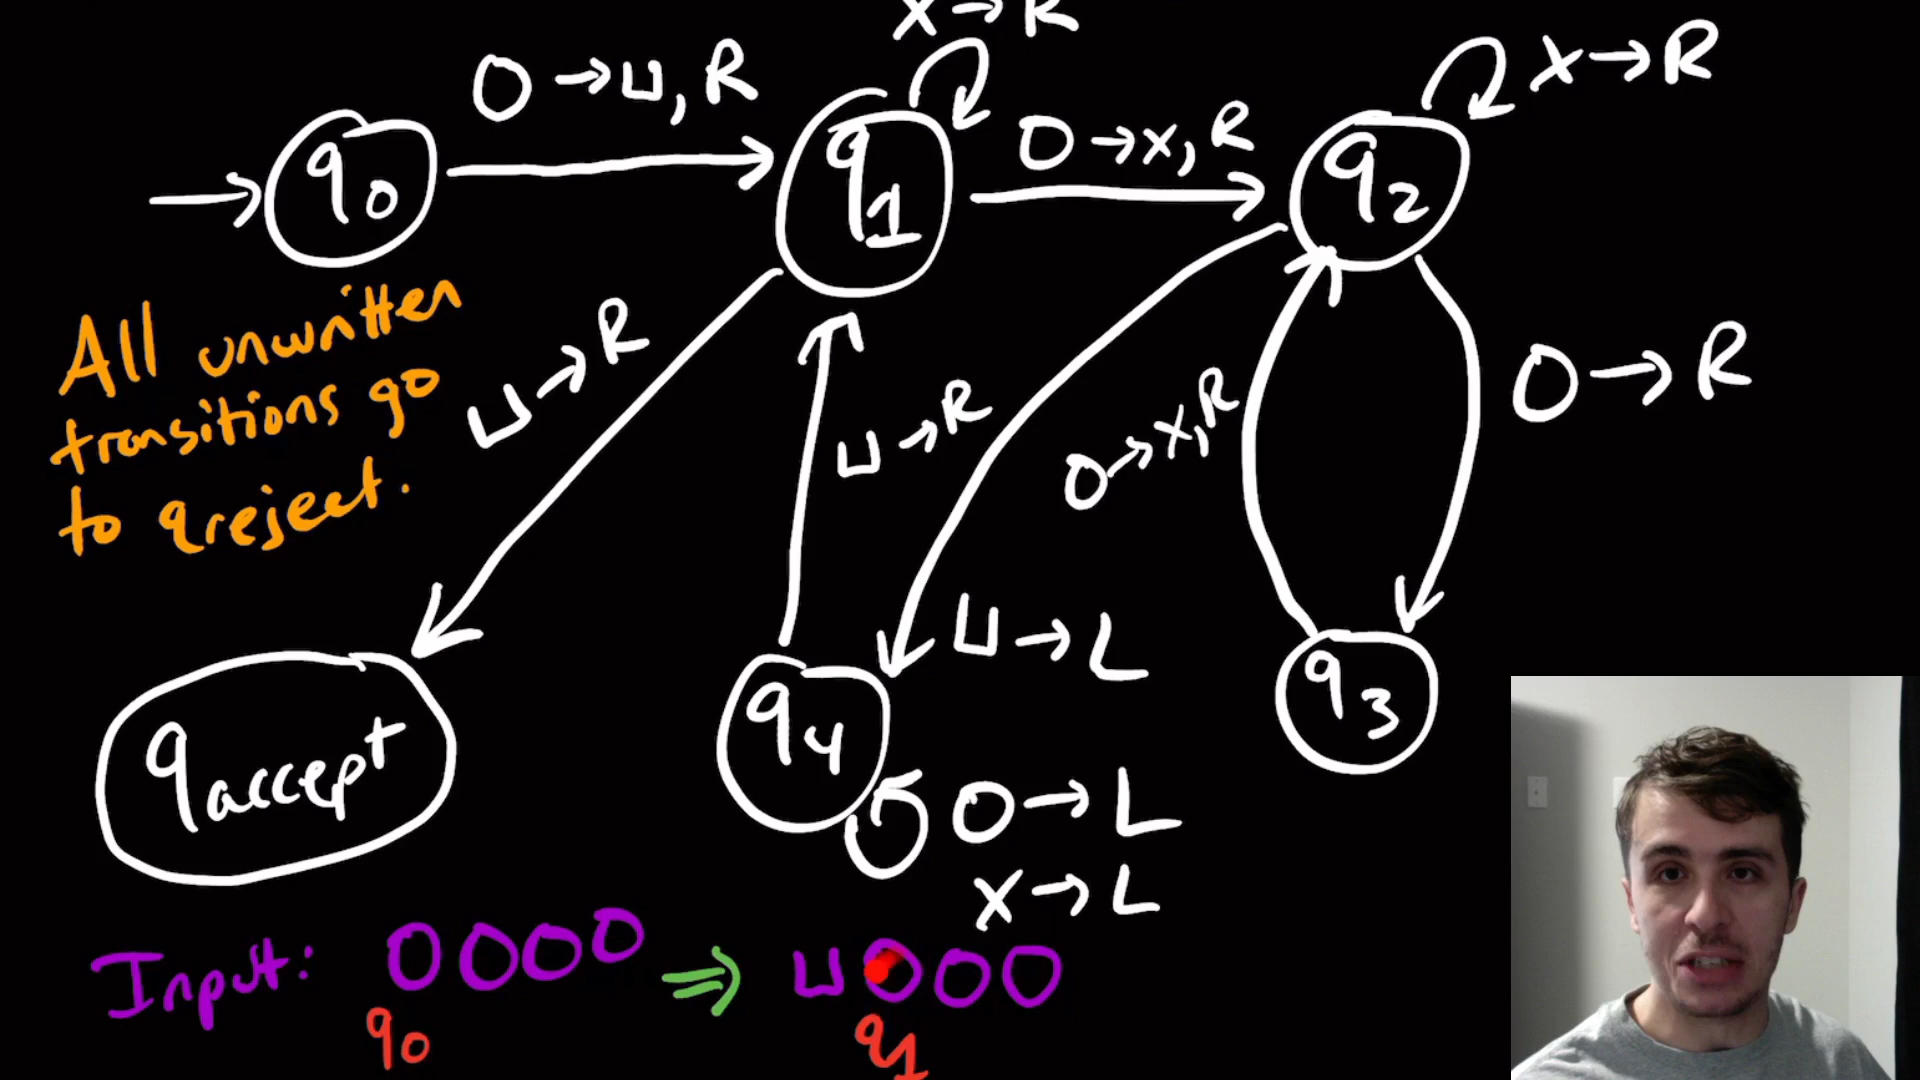 x→R
0→⊔,R
x→R
0→x,R
q0
q1
q2
All unwritten
transitions go
to qreject.
⊔→R
⊔→R
0→x,R
0→R
⊔→L
qaccept
q4
q3
0→L
x→L
Input: 0000 ⇒ ⊔000
q0 q1